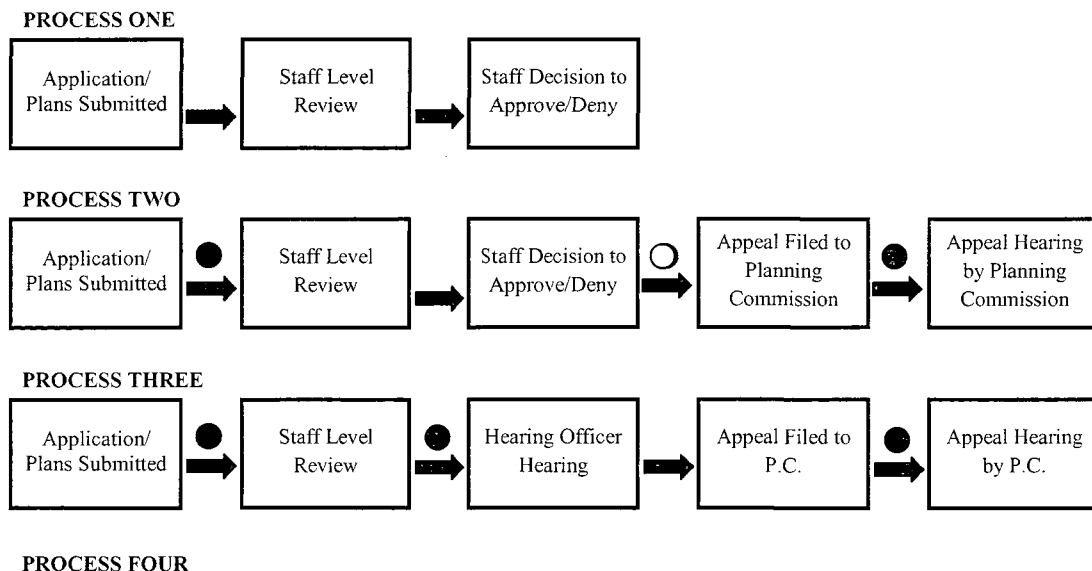 PROCESS ONE
Application/
Plans Submitted
Staff Level
Review
Staff Decision to
Approve/Deny
PROCESS TWO
Application/
Plans Submitted
Staff Level
Review
Staff Decision to
Approve/Deny
Appeal Filed to
Planning
Commission
Appeal Hearing
by Planning
Commission
PROCESS THREE
Application/
Plans Submitted
Staff Level
Review
Hearing Officer
Hearing
Appeal Filed to
P.C.
Appeal Hearing
by P.C.
PROCESS FOUR